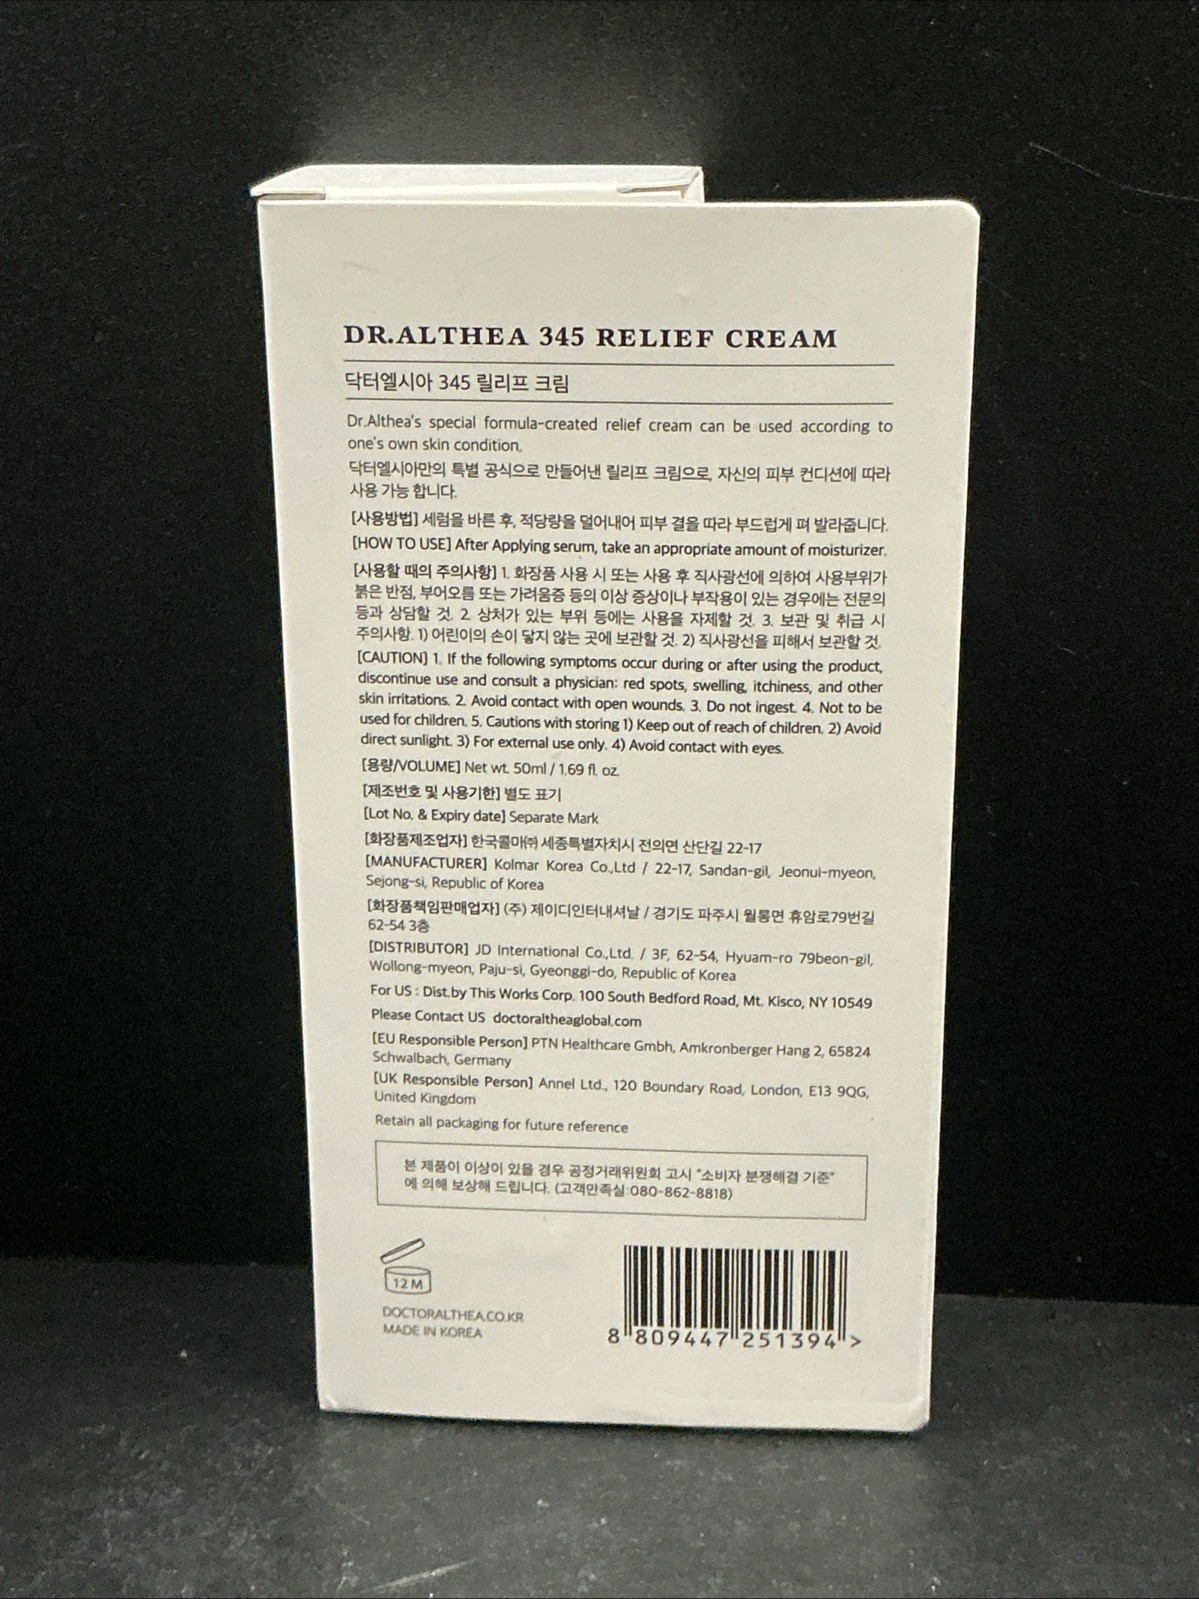 DR.ALTHEA 345 RELIEF CREAM
닥터엘시아 345 릴리프 크림
Dr.Althea's special formula-created relief cream can be used according to
one's own skin condition.
닥터엘시아만의 특별 공식으로 만들어낸 릴리프 크림으로, 자신의 피부 컨디션에 따라
사용 가능 합니다.
[사용방법] 세럼을 바른 후, 적당량을 덜어내어 피부 결을 따라 부드럽게 펴 발라줍니다.
[HOW TO USE] After Applying serum, take an appropriate amount of moisturizer.
[사용할 때의 주의사항] 1. 화장품 사용 시 또는 사용 후 직사광선에 의하여 사용부위가
붉은 반점, 부어오름 또는 가려움증 등의 이상 증상이나 부작용이 있는 경우에는 전문의
등과 상담할 것. 2. 상처가 있는 부위 등에는 사용을 자제할 것. 3. 보관 및 취급 시
주의사항. 1) 어린이의 손이 닿지 않는 곳에 보관할 것. 2) 직사광선을 피해서 보관할 것.
[CAUTION] 1. If the following symptoms occur during or after using the product,
discontinue use and consult a physician: red spots, swelling, itchiness, and other
skin irritations. 2. Avoid contact with open wounds. 3. Do not ingest. 4. Not to be
used for children. 5. Cautions with storing 1) Keep out of reach of children. 2) Avoid
direct sunlight. 3) For external use only. 4) Avoid contact with eyes.
[용량/VOLUME] Net wt. 50ml / 1.69 fl. oz.
[제조번호 및 사용기한] 별도 표기
[Lot No. & Expiry date] Separate Mark
[화장품제조업자] 한국콜마㈜ 세종특별자치시 전의면 산단길 22-17
[MANUFACTURER] Kolmar Korea Co.,Ltd / 22-17, Sandan-gil, Jeonui-myeon,
Sejong-si, Republic of Korea
[화장품책임판매업자] (주) 제이디인터내셔날 / 경기도 파주시 월롱면 휴암로79번길
62-54 3층
[DISTRIBUTOR] JD International Co.,Ltd. / 3F, 62-54, Hyuam-ro 79beon-gil,
Wollong-myeon, Paju-si, Gyeonggi-do, Republic of Korea
For US : Dist.by This Works Corp. 100 South Bedford Road, Mt. Kisco, NY 10549
Please Contact US doctoraltheaglobal.com
[EU Responsible Person] PTN Healthcare Gmbh, Amkronberger Hang 2, 65824
Schwalbach, Germany
[UK Responsible Person] Annel Ltd., 120 Boundary Road, London, E13 9QG,
United Kingdom
Retain all packaging for future reference
본 제품이 이상이 있을 경우 공정거래위원회 고시 "소비자 분쟁해결 기준"
에 의해 보상해 드립니다. (고객만족실:080-862-8818)
12 M
DOCTORALTHEA.CO.KR
MADE IN KOREA
8 809447 251394 >